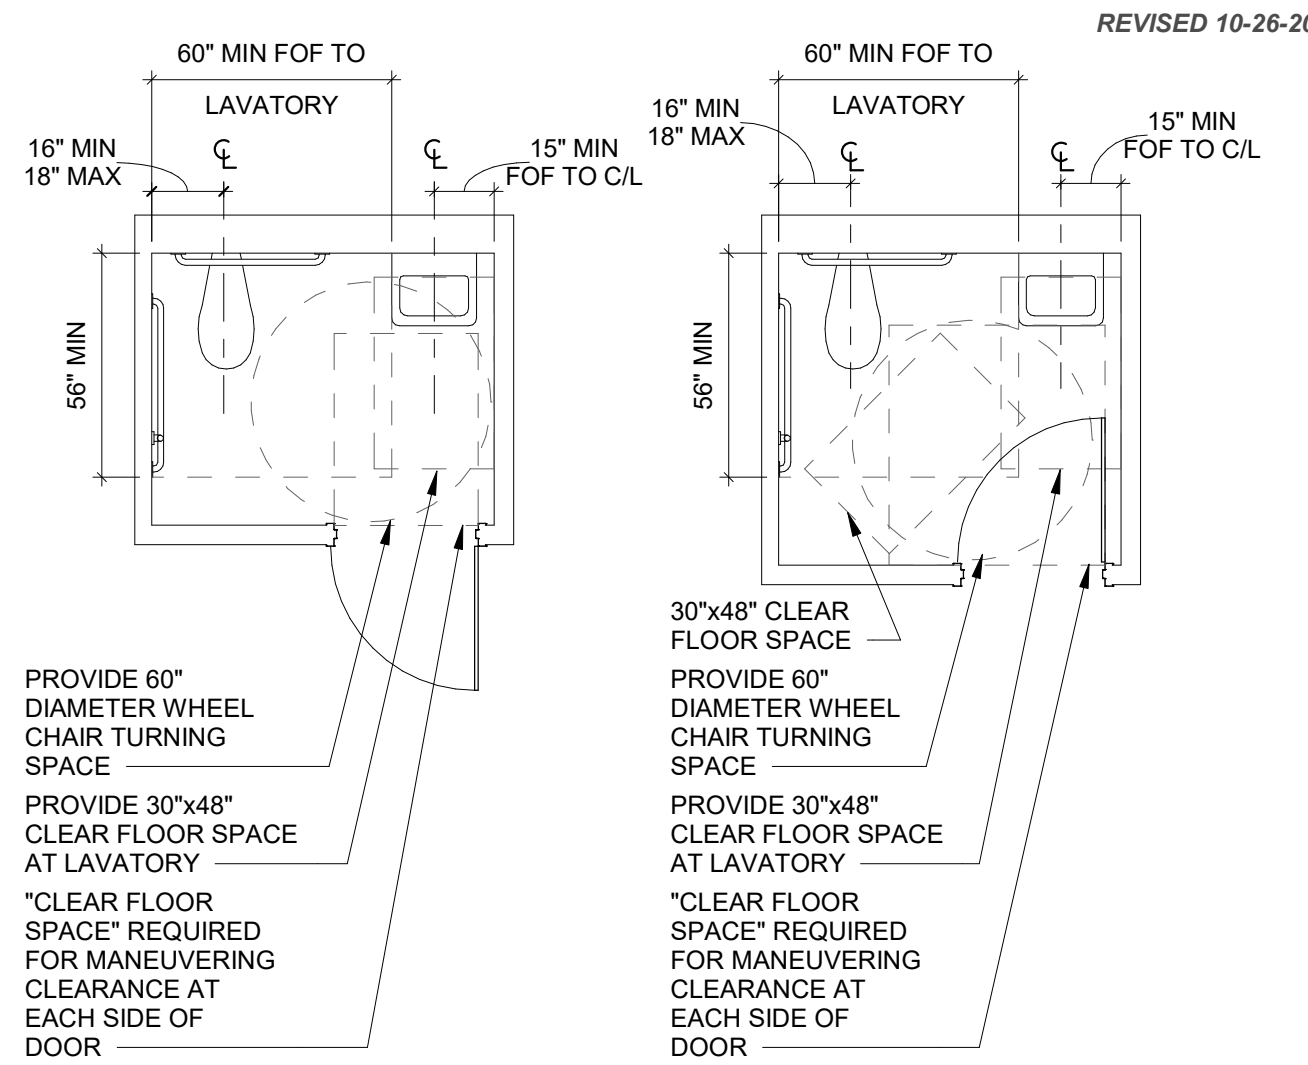 REVISED 10-26-20
60" MIN FOF TO
LAVATORY
16" MIN
18" MAX
℄
℄
15" MIN
FOF TO C/L
56" MIN
PROVIDE 60"
DIAMETER WHEEL
CHAIR TURNING
SPACE
PROVIDE 30"x48"
CLEAR FLOOR SPACE
AT LAVATORY
"CLEAR FLOOR
SPACE" REQUIRED
FOR MANEUVERING
CLEARANCE AT
EACH SIDE OF
DOOR
60" MIN FOF TO
LAVATORY
16" MIN
18" MAX
℄
℄
15" MIN
FOF TO C/L
56" MIN
30"x48" CLEAR
FLOOR SPACE
PROVIDE 60"
DIAMETER WHEEL
CHAIR TURNING
SPACE
PROVIDE 30"x48"
CLEAR FLOOR SPACE
AT LAVATORY
"CLEAR FLOOR
SPACE" REQUIRED
FOR MANEUVERING
CLEARANCE AT
EACH SIDE OF
DOOR